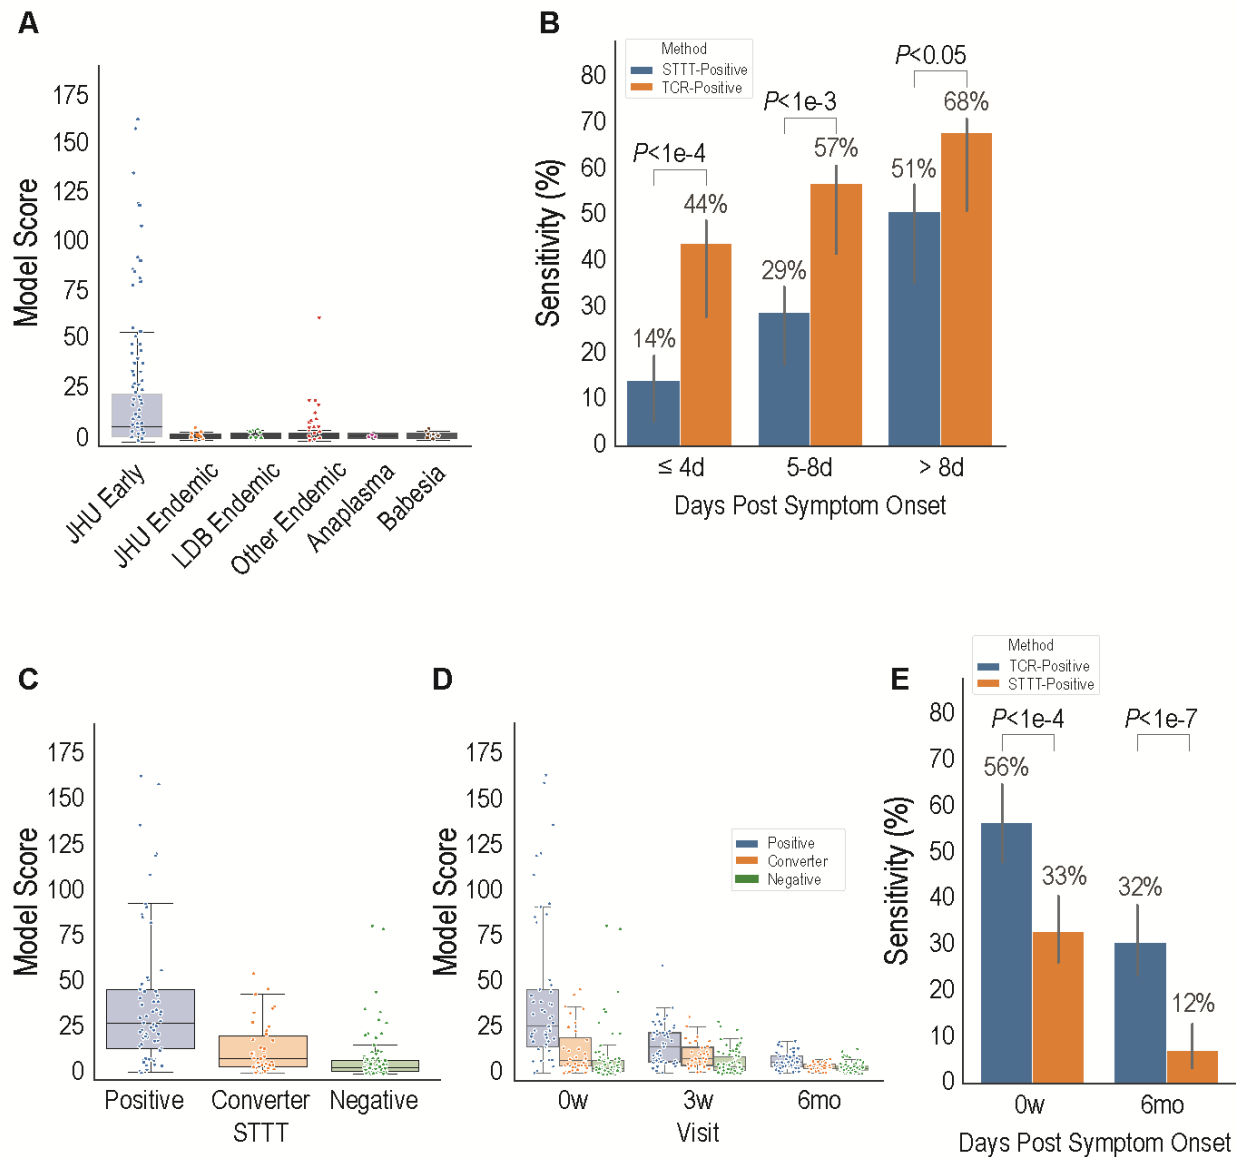 A
Model Score
175
150
125
100
75
50
25
0
JHU Early
JHU Endemic
LDB Endemic
Other Endemic
Anaplasma
Babesia
B
Method
STTT-Positive
TCR-Positive
Sensitivity (%)
80
70
60
50
40
30
20
10
0
P<1e-4
P<1e-3
P<0.05
14%
44%
29%
57%
51%
68%
≤ 4d
5-8d
> 8d
Days Post Symptom Onset
C
Model Score
175
150
125
100
75
50
25
0
Positive
Converter
Negative
STTT
D
Model Score
175
150
125
100
75
50
25
0
Positive
Converter
Negative
0w
3w
6mo
Visit
E
Method
TCR-Positive
STTT-Positive
Sensitivity (%)
80
70
60
50
40
30
20
10
0
P<1e-4
P<1e-7
56%
33%
32%
12%
0w
6mo
Days Post Symptom Onset